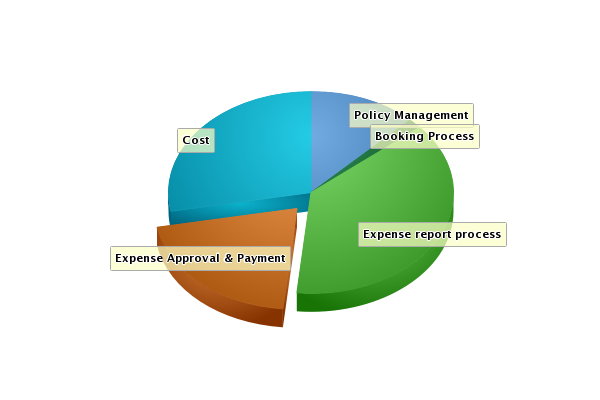 Policy Management
Booking Process
Cost
Expense report process
Expense Approval & Payment